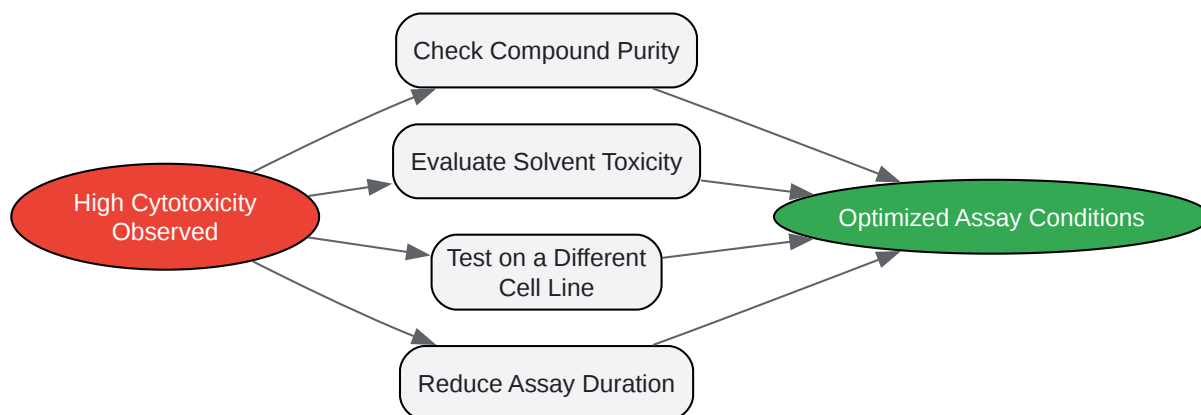 Check Compound Purity
Evaluate Solvent Toxicity
High Cytotoxicity
Observed
Optimized Assay Conditions
Test on a Different
Cell Line
Reduce Assay Duration